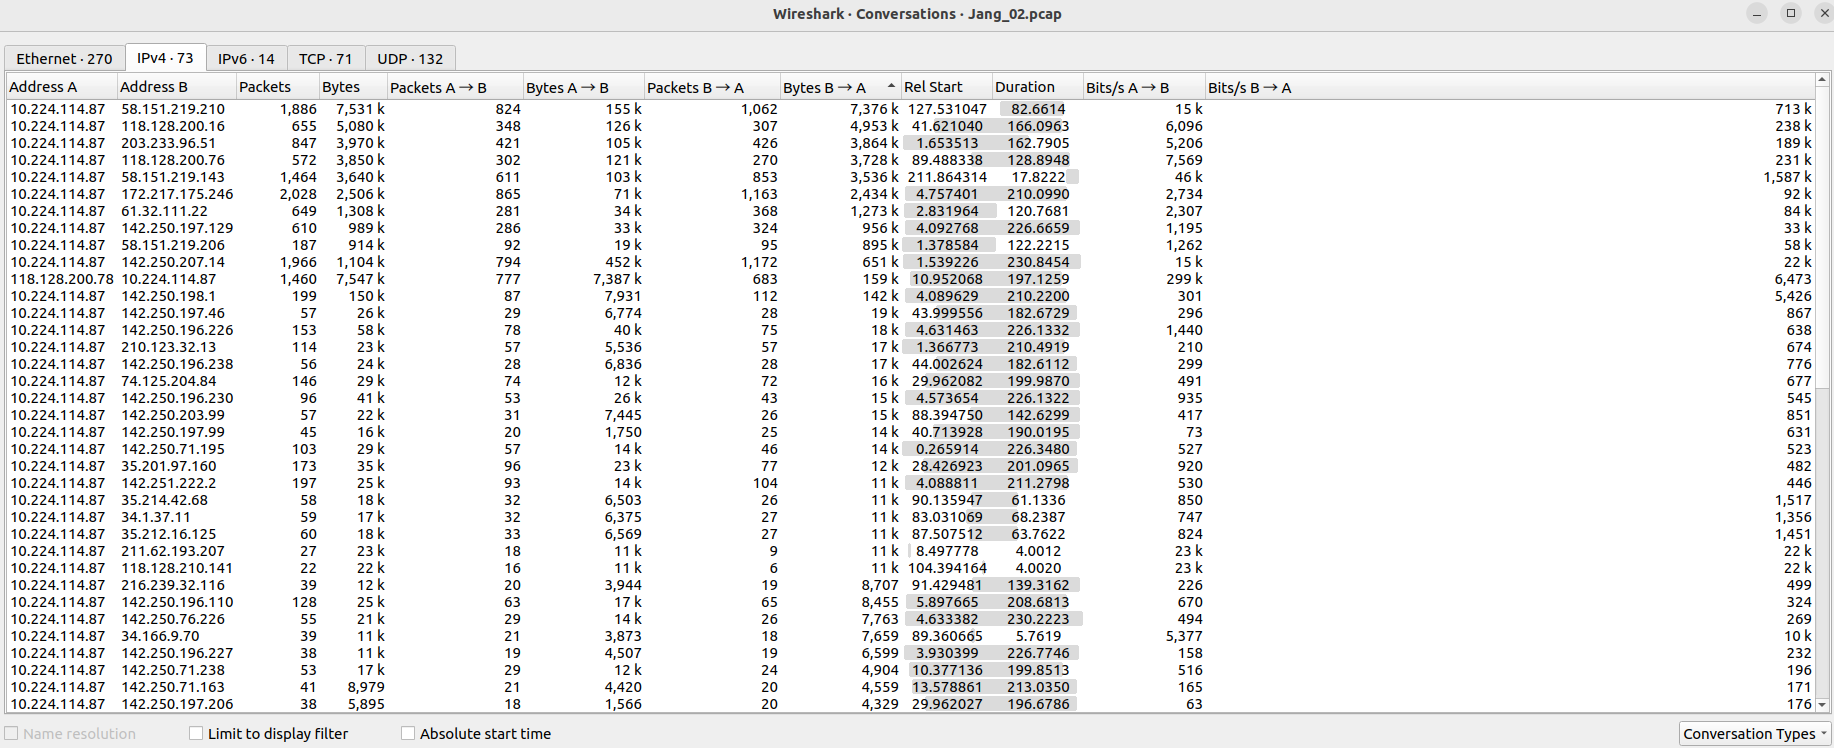 Wireshark · Conversations · Jang_02.pcap
Ethernet · 270 IPv4 · 73 IPv6 · 14 TCP · 71 UDP · 132
Address A Address B Packets Bytes Packets A → B Bytes A → B Packets B → A Bytes B → A Rel Start Duration Bits/s A → B Bits/s B → A
10.224.114.87 58.151.219.210 1,886 7,531 k 824 155 k 1,062 7,376 k 127.531047 82.6614 15 k 713 k
10.224.114.87 118.128.200.16 655 5,080 k 348 126 k 307 4,953 k 41.621040 166.0963 6,096 238 k
10.224.114.87 203.233.96.51 847 3,970 k 421 105 k 426 3,864 k 1.653513 162.7905 5,206 189 k
10.224.114.87 118.128.200.76 572 3,850 k 302 121 k 270 3,728 k 89.488338 128.8948 7,569 231 k
10.224.114.87 58.151.219.143 1,464 3,640 k 611 103 k 853 3,536 k 211.864314 17.8222 46 k 1,587 k
10.224.114.87 172.217.175.246 2,028 2,506 k 865 71 k 1,163 2,434 k 4.757401 210.0990 2,734 92 k
10.224.114.87 61.32.111.22 649 1,308 k 281 34 k 368 1,273 k 2.831964 120.7681 2,307 84 k
10.224.114.87 142.250.197.129 610 989 k 286 33 k 324 956 k 4.092768 226.6659 1,195 33 k
10.224.114.87 58.151.219.206 187 914 k 92 19 k 95 895 k 1.378584 122.2215 1,262 58 k
10.224.114.87 142.250.207.14 1,966 1,104 k 794 452 k 1,172 651 k 1.539226 230.8454 15 k 22 k
118.128.200.78 10.224.114.87 1,460 7,547 k 777 7,387 k 683 159 k 10.952068 197.1259 299 k 6,473
10.224.114.87 142.250.198.1 199 150 k 87 7,931 112 142 k 4.089629 210.2200 301 5,426
10.224.114.87 142.250.197.46 57 26 k 29 6,774 28 19 k 43.999556 182.6729 296 867
10.224.114.87 142.250.196.226 153 58 k 78 40 k 75 18 k 4.631463 226.1332 1,440 638
10.224.114.87 210.123.32.13 114 23 k 57 5,536 57 17 k 1.366773 210.4919 210 674
10.224.114.87 142.250.196.238 56 24 k 28 6,836 28 17 k 44.002624 182.6112 299 776
10.224.114.87 74.125.204.84 146 29 k 74 12 k 72 16 k 29.962082 199.9870 491 677
10.224.114.87 142.250.196.230 96 41 k 53 26 k 43 15 k 4.573654 226.1322 935 545
10.224.114.87 142.250.203.99 57 22 k 31 7,445 26 15 k 88.394750 142.6299 417 851
10.224.114.87 142.250.197.99 45 16 k 20 1,750 25 14 k 40.713928 190.0195 73 631
10.224.114.87 142.250.71.195 103 29 k 57 14 k 46 14 k 0.265914 226.3480 527 523
10.224.114.87 35.201.97.160 173 35 k 96 23 k 77 12 k 28.426923 201.0965 920 482
10.224.114.87 142.251.222.2 197 25 k 93 14 k 104 11 k 4.088811 211.2798 530 446
10.224.114.87 35.214.42.68 58 18 k 32 6,503 26 11 k 90.135947 61.1336 850 1,517
10.224.114.87 34.1.37.11 59 17 k 32 6,375 27 11 k 83.031069 68.2387 747 1,356
10.224.114.87 35.212.16.125 60 18 k 33 6,569 27 11 k 87.507512 63.7622 824 1,451
10.224.114.87 211.62.193.207 27 23 k 18 11 k 9 11 k 8.497778 4.0012 23 k 22 k
10.224.114.87 118.128.210.141 22 22 k 16 11 k 6 11 k 104.394164 4.0020 23 k 22 k
10.224.114.87 216.239.32.116 39 12 k 20 3,944 19 8,707 91.429481 139.3162 226 499
10.224.114.87 142.250.196.110 128 25 k 63 17 k 65 8,455 5.897665 208.6813 670 324
10.224.114.87 142.250.76.226 55 21 k 29 14 k 26 7,763 4.633382 230.2223 494 269
10.224.114.87 34.166.9.70 39 11 k 21 3,873 18 7,659 89.360665 5.7619 5,377 10 k
10.224.114.87 142.250.196.227 38 11 k 19 4,507 19 6,599 3.930399 226.7746 158 232
10.224.114.87 142.250.71.238 53 17 k 29 12 k 24 4,904 10.377136 199.8513 516 196
10.224.114.87 142.250.71.163 41 8,979 21 4,420 20 4,559 13.578861 213.0350 165 171
10.224.114.87 142.250.197.206 38 5,895 18 1,566 20 4,329 29.962027 196.6786 63 176
Name resolution Limit to display filter Absolute start time Conversation Types